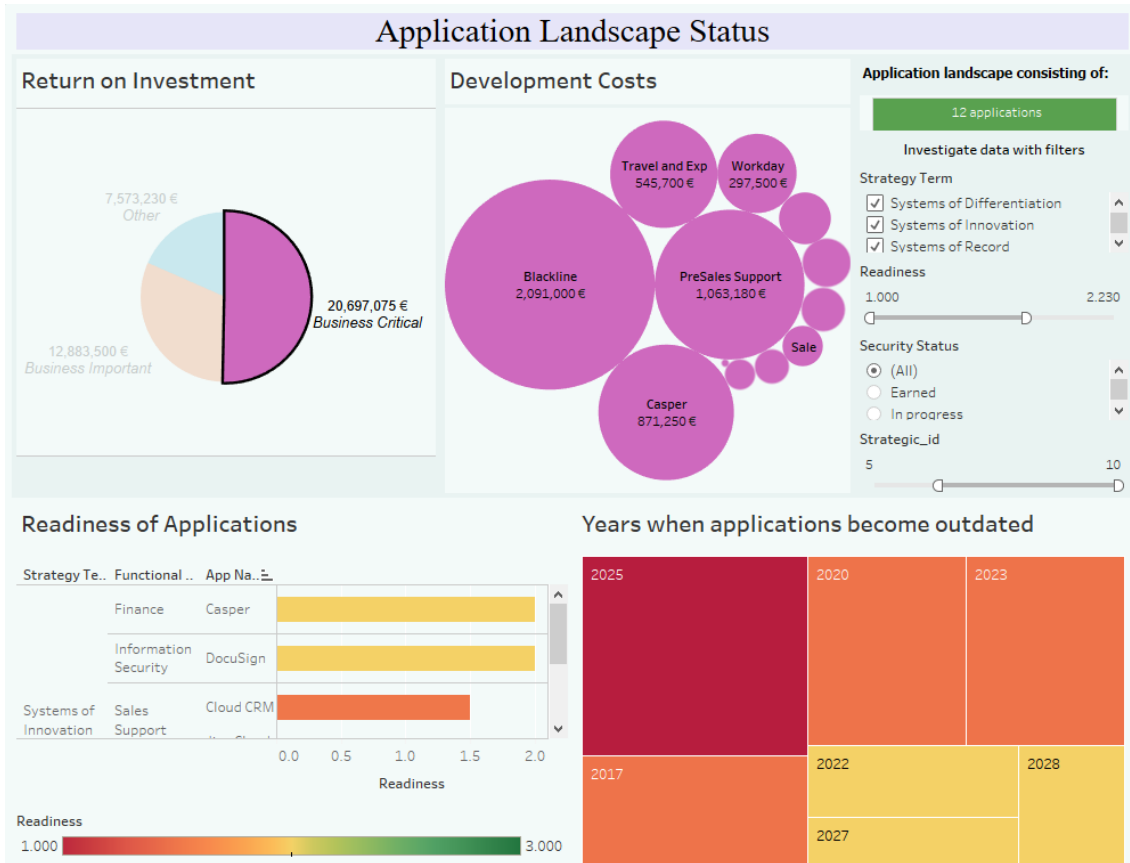 Application Landscape Status
Return on Investment
7,573,230 €
Other
20,697,075 €
Business Critical
12,883,500 €
Business Important
Development Costs
Travel and Exp
545,700 €
Workday
297,500 €
Blackline
2,091,000 €
PreSales Support
1,063,180 €
Sale
Casper
871,250 €
Application landscape consisting of:
12 applications
Investigate data with filters
Strategy Term
Systems of Differentiation
Systems of Innovation
Systems of Record
Readiness
1.000 2.230
Security Status
(All)
Earned
In progress
Strategic_id
5 10
Readiness of Applications
Strategy Te.. Functional .. App Na..
Finance Casper
Information
Security
DocuSign
Systems of
Innovation
Sales
Support
Cloud CRM
0.0 0.5 1.0 1.5 2.0
Readiness
Readiness
1.000 3.000
Years when applications become outdated
2025
2020
2023
2017
2022
2028
2027